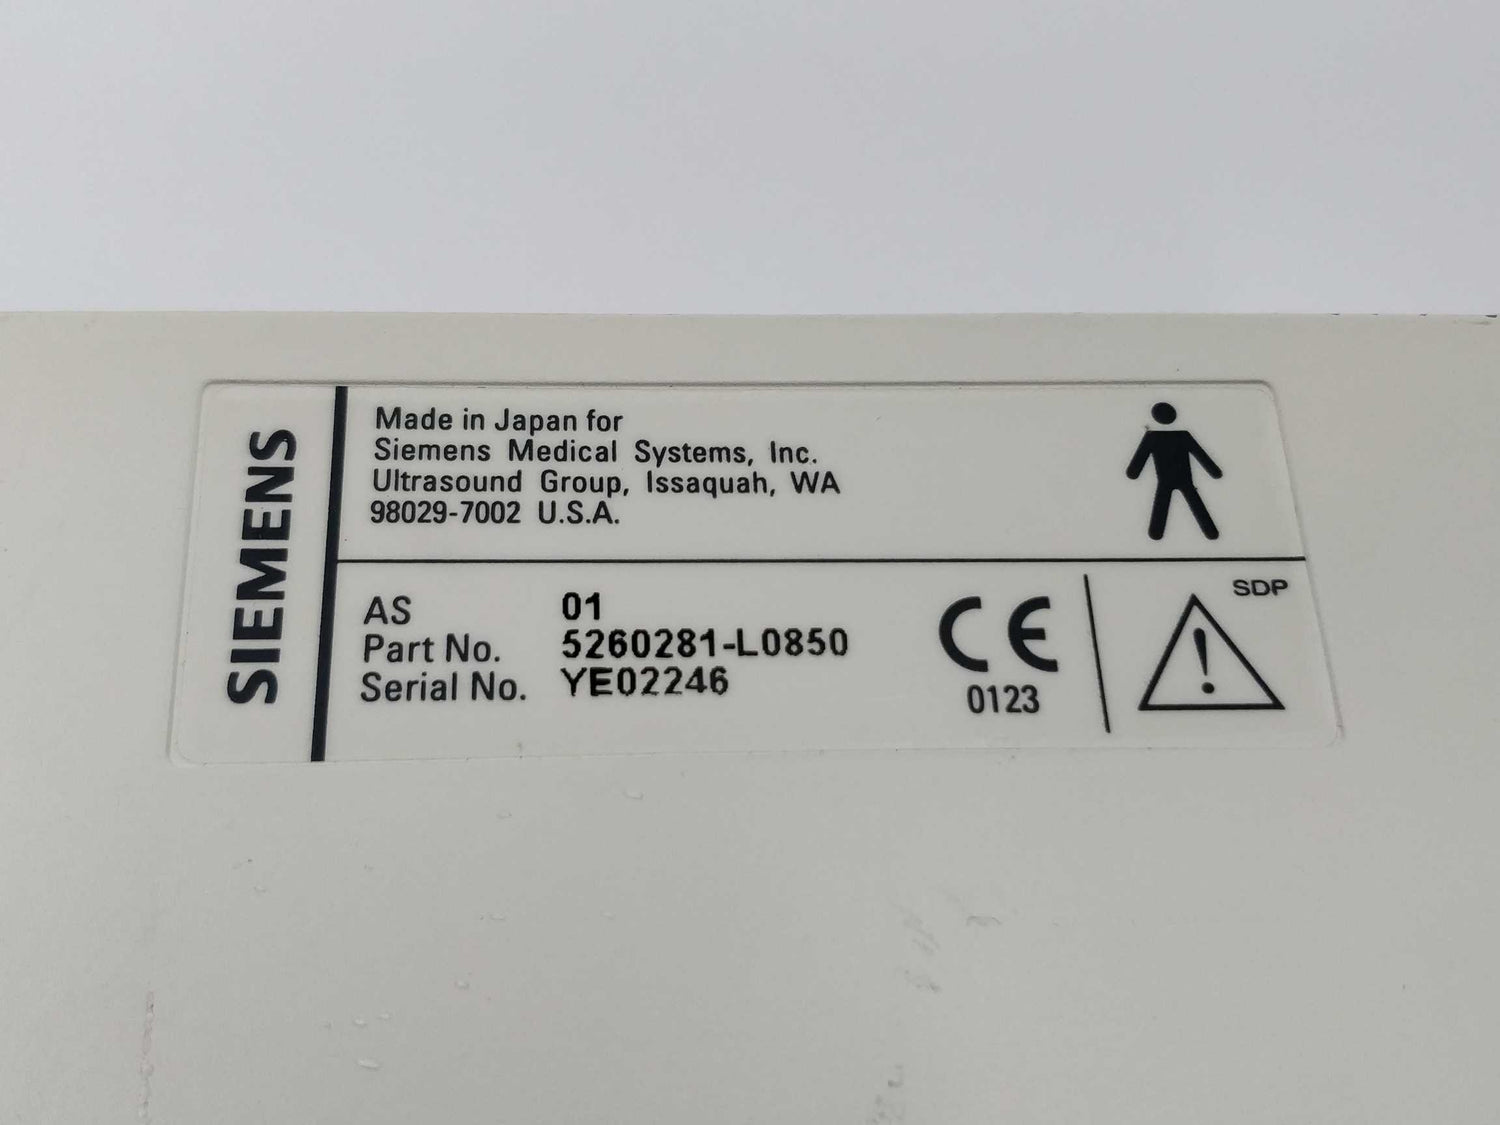 SIEMENS
Made in Japan for
Siemens Medical Systems, Inc.
Ultrasound Group, Issaquah, WA
98029-7002 U.S.A.
AS 01
Part No. 5260281-L0850
Serial No. YE02246
CE
0123
SDP
!